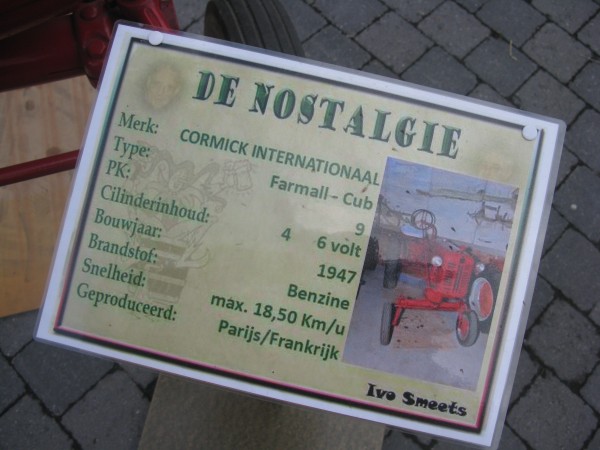 DE NOSTALGIE
Merk: CORMICK INTERNATIONAAL
Type: Farmall – Cub
PK: 9
Cilinderinhoud: 4 6 volt
Bouwjaar: 1947
Brandstof: Benzine
Snelheid: max. 18,50 Km/u
Geproduceerd: Parijs/Frankrijk
Ivo Smeets